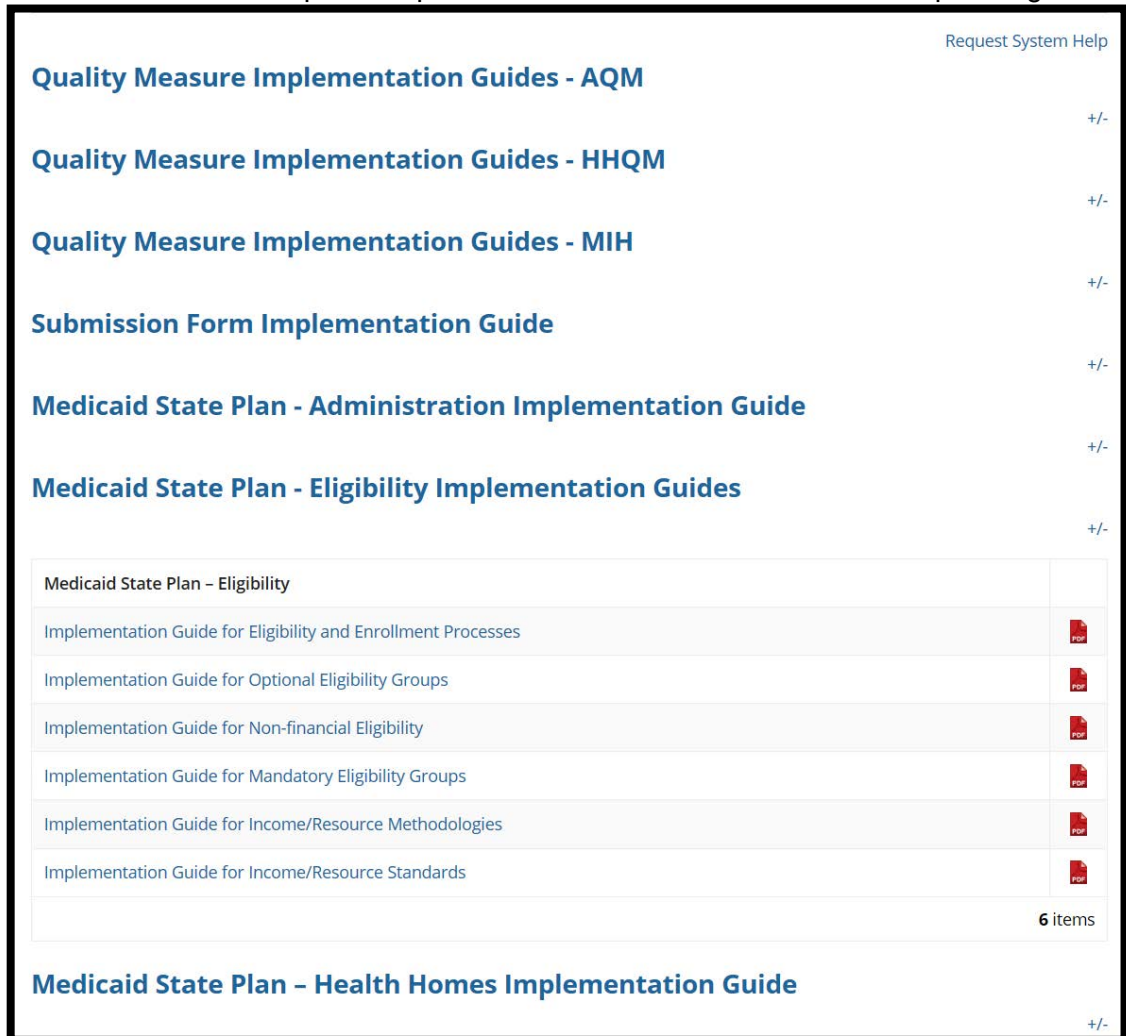 Request System Help
Quality Measure Implementation Guides - AQM
+/-
Quality Measure Implementation Guides - HHQM
+/-
Quality Measure Implementation Guides - MIH
+/-
Submission Form Implementation Guide
+/-
Medicaid State Plan - Administration Implementation Guide
+/-
Medicaid State Plan - Eligibility Implementation Guides
+/-
Medicaid State Plan – Eligibility
Implementation Guide for Eligibility and Enrollment Processes
PDF
Implementation Guide for Optional Eligibility Groups
PDF
Implementation Guide for Non-financial Eligibility
PDF
Implementation Guide for Mandatory Eligibility Groups
PDF
Implementation Guide for Income/Resource Methodologies
PDF
Implementation Guide for Income/Resource Standards
PDF
6 items
Medicaid State Plan – Health Homes Implementation Guide
+/-